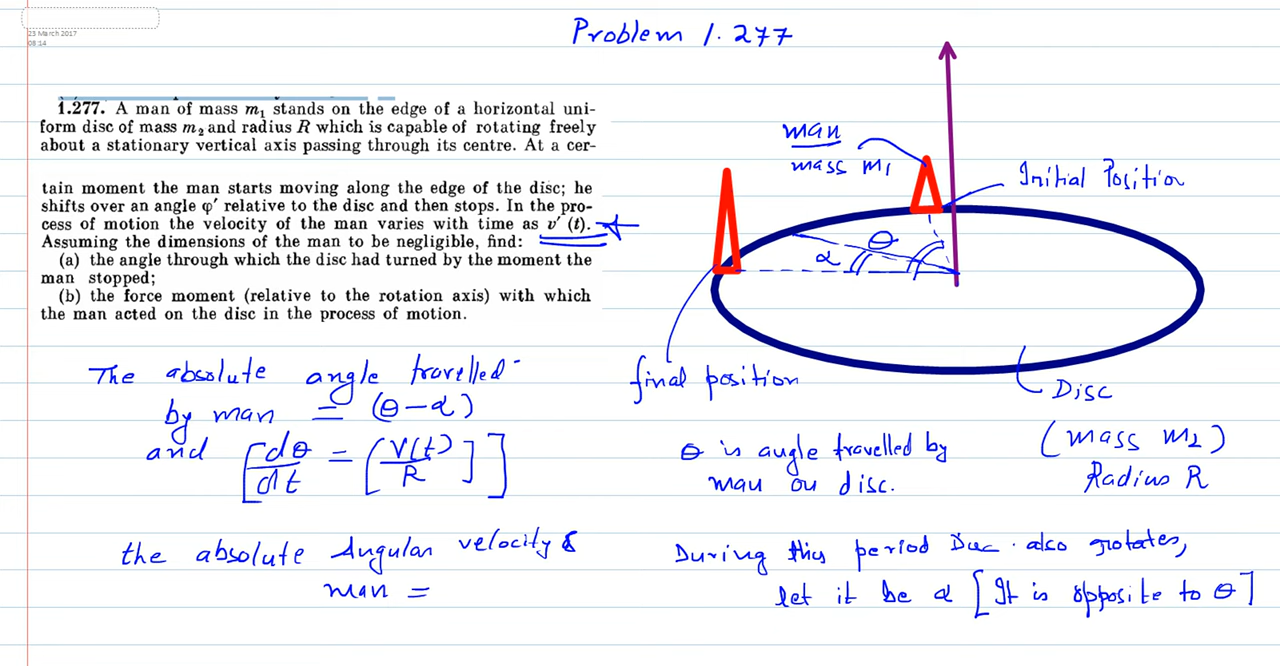 23 March 2017
08:14
Problem 1.277
1.277. A man of mass m₁ stands on the edge of a horizontal uni-
form disc of mass m₂ and radius R which is capable of rotating freely
about a stationary vertical axis passing through its centre. At a cer-
tain moment the man starts moving along the edge of the disc; he
shifts over an angle φ′ relative to the disc and then stops. In the pro-
cess of motion the velocity of the man varies with time as v′ (t).
Assuming the dimensions of the man to be negligible, find:
(a) the angle through which the disc had turned by the moment the
man stopped;
(b) the force moment (relative to the rotation axis) with which
the man acted on the disc in the process of motion.
man
mass m₁
Initial Position
θ
α
final position
Disc
(mass m₂)
Radius R
The absolute angle travelled
by man = (θ-α)
and [dθ/dt = (V(t)/R]]
θ is angle travelled by
man on disc.
the absolute Angular velocity
man =
During this period Disc also rotates,
let it be α [It is opposite to θ]